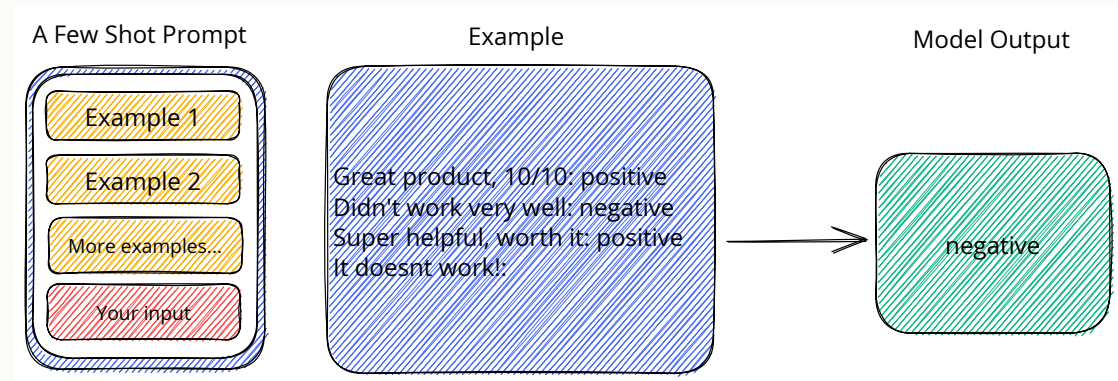 A Few Shot Prompt
Example 1
Example 2
More examples...
Your input
Example
Great product, 10/10: positive
Didn't work very well: negative
Super helpful, worth it: positive
It doesnt work!:
Model Output
negative